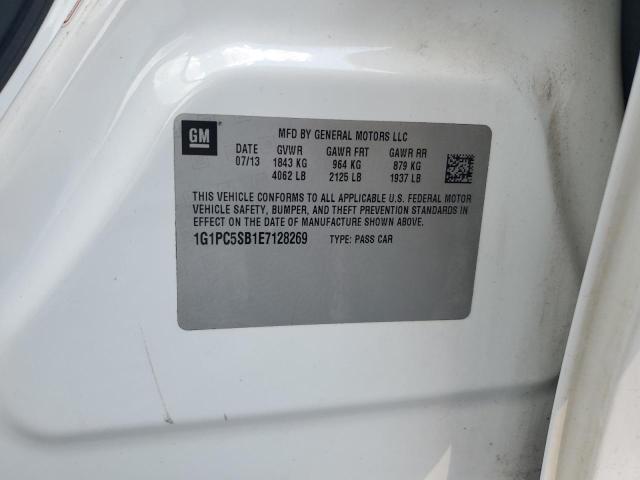 GM
MFD BY GENERAL MOTORS LLC
DATE GVWR GAWR FRT GAWR RR
07/13 1843 KG 964 KG 879 KG
4062 LB 2125 LB 1937 LB
THIS VEHICLE CONFORMS TO ALL APPLICABLE U.S. FEDERAL MOTOR
VEHICLE SAFETY, BUMPER, AND THEFT PREVENTION STANDARDS IN
EFFECT ON THE DATE OF MANUFACTURE SHOWN ABOVE.
1G1PC5SB1E7128269 TYPE: PASS CAR